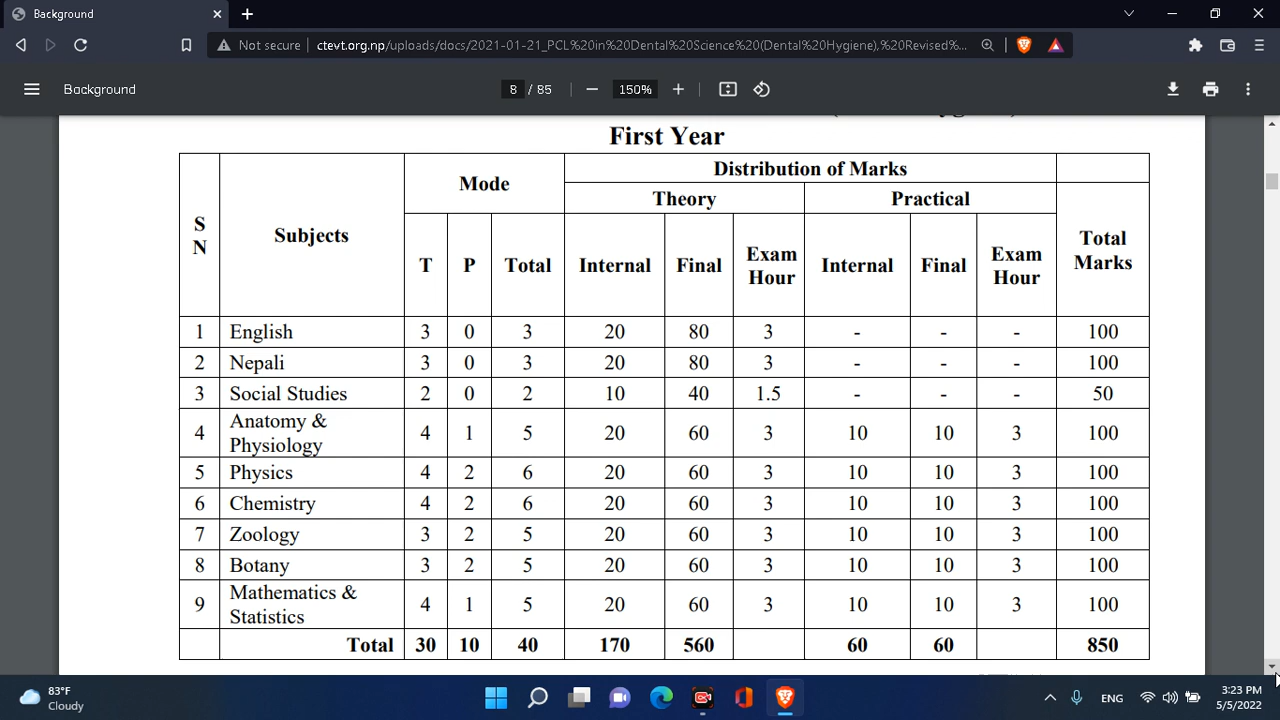 Background
Not secure ctevt.org.np/uploads/docs/2021-01-21_PCL%20in%20Dental%20Science%20(Dental%20Hygiene),%20Revised%...
Background 8 / 85 150%
First Year
S N Subjects Mode Distribution of Marks
Theory Practical
T P Total Internal Final Exam Hour Internal Final Exam Hour Total Marks
1 English 3 0 3 20 80 3 - - - 100
2 Nepali 3 0 3 20 80 3 - - - 100
3 Social Studies 2 0 2 10 40 1.5 - - - 50
4 Anatomy & Physiology 4 1 5 20 60 3 10 10 3 100
5 Physics 4 2 6 20 60 3 10 10 3 100
6 Chemistry 4 2 6 20 60 3 10 10 3 100
7 Zoology 3 2 5 20 60 3 10 10 3 100
8 Botany 3 2 5 20 60 3 10 10 3 100
9 Mathematics & Statistics 4 1 5 20 60 3 10 10 3 100
Total 30 10 40 170 560 60 60 850
83°F
Cloudy
ENG
3:23 PM
5/5/2022